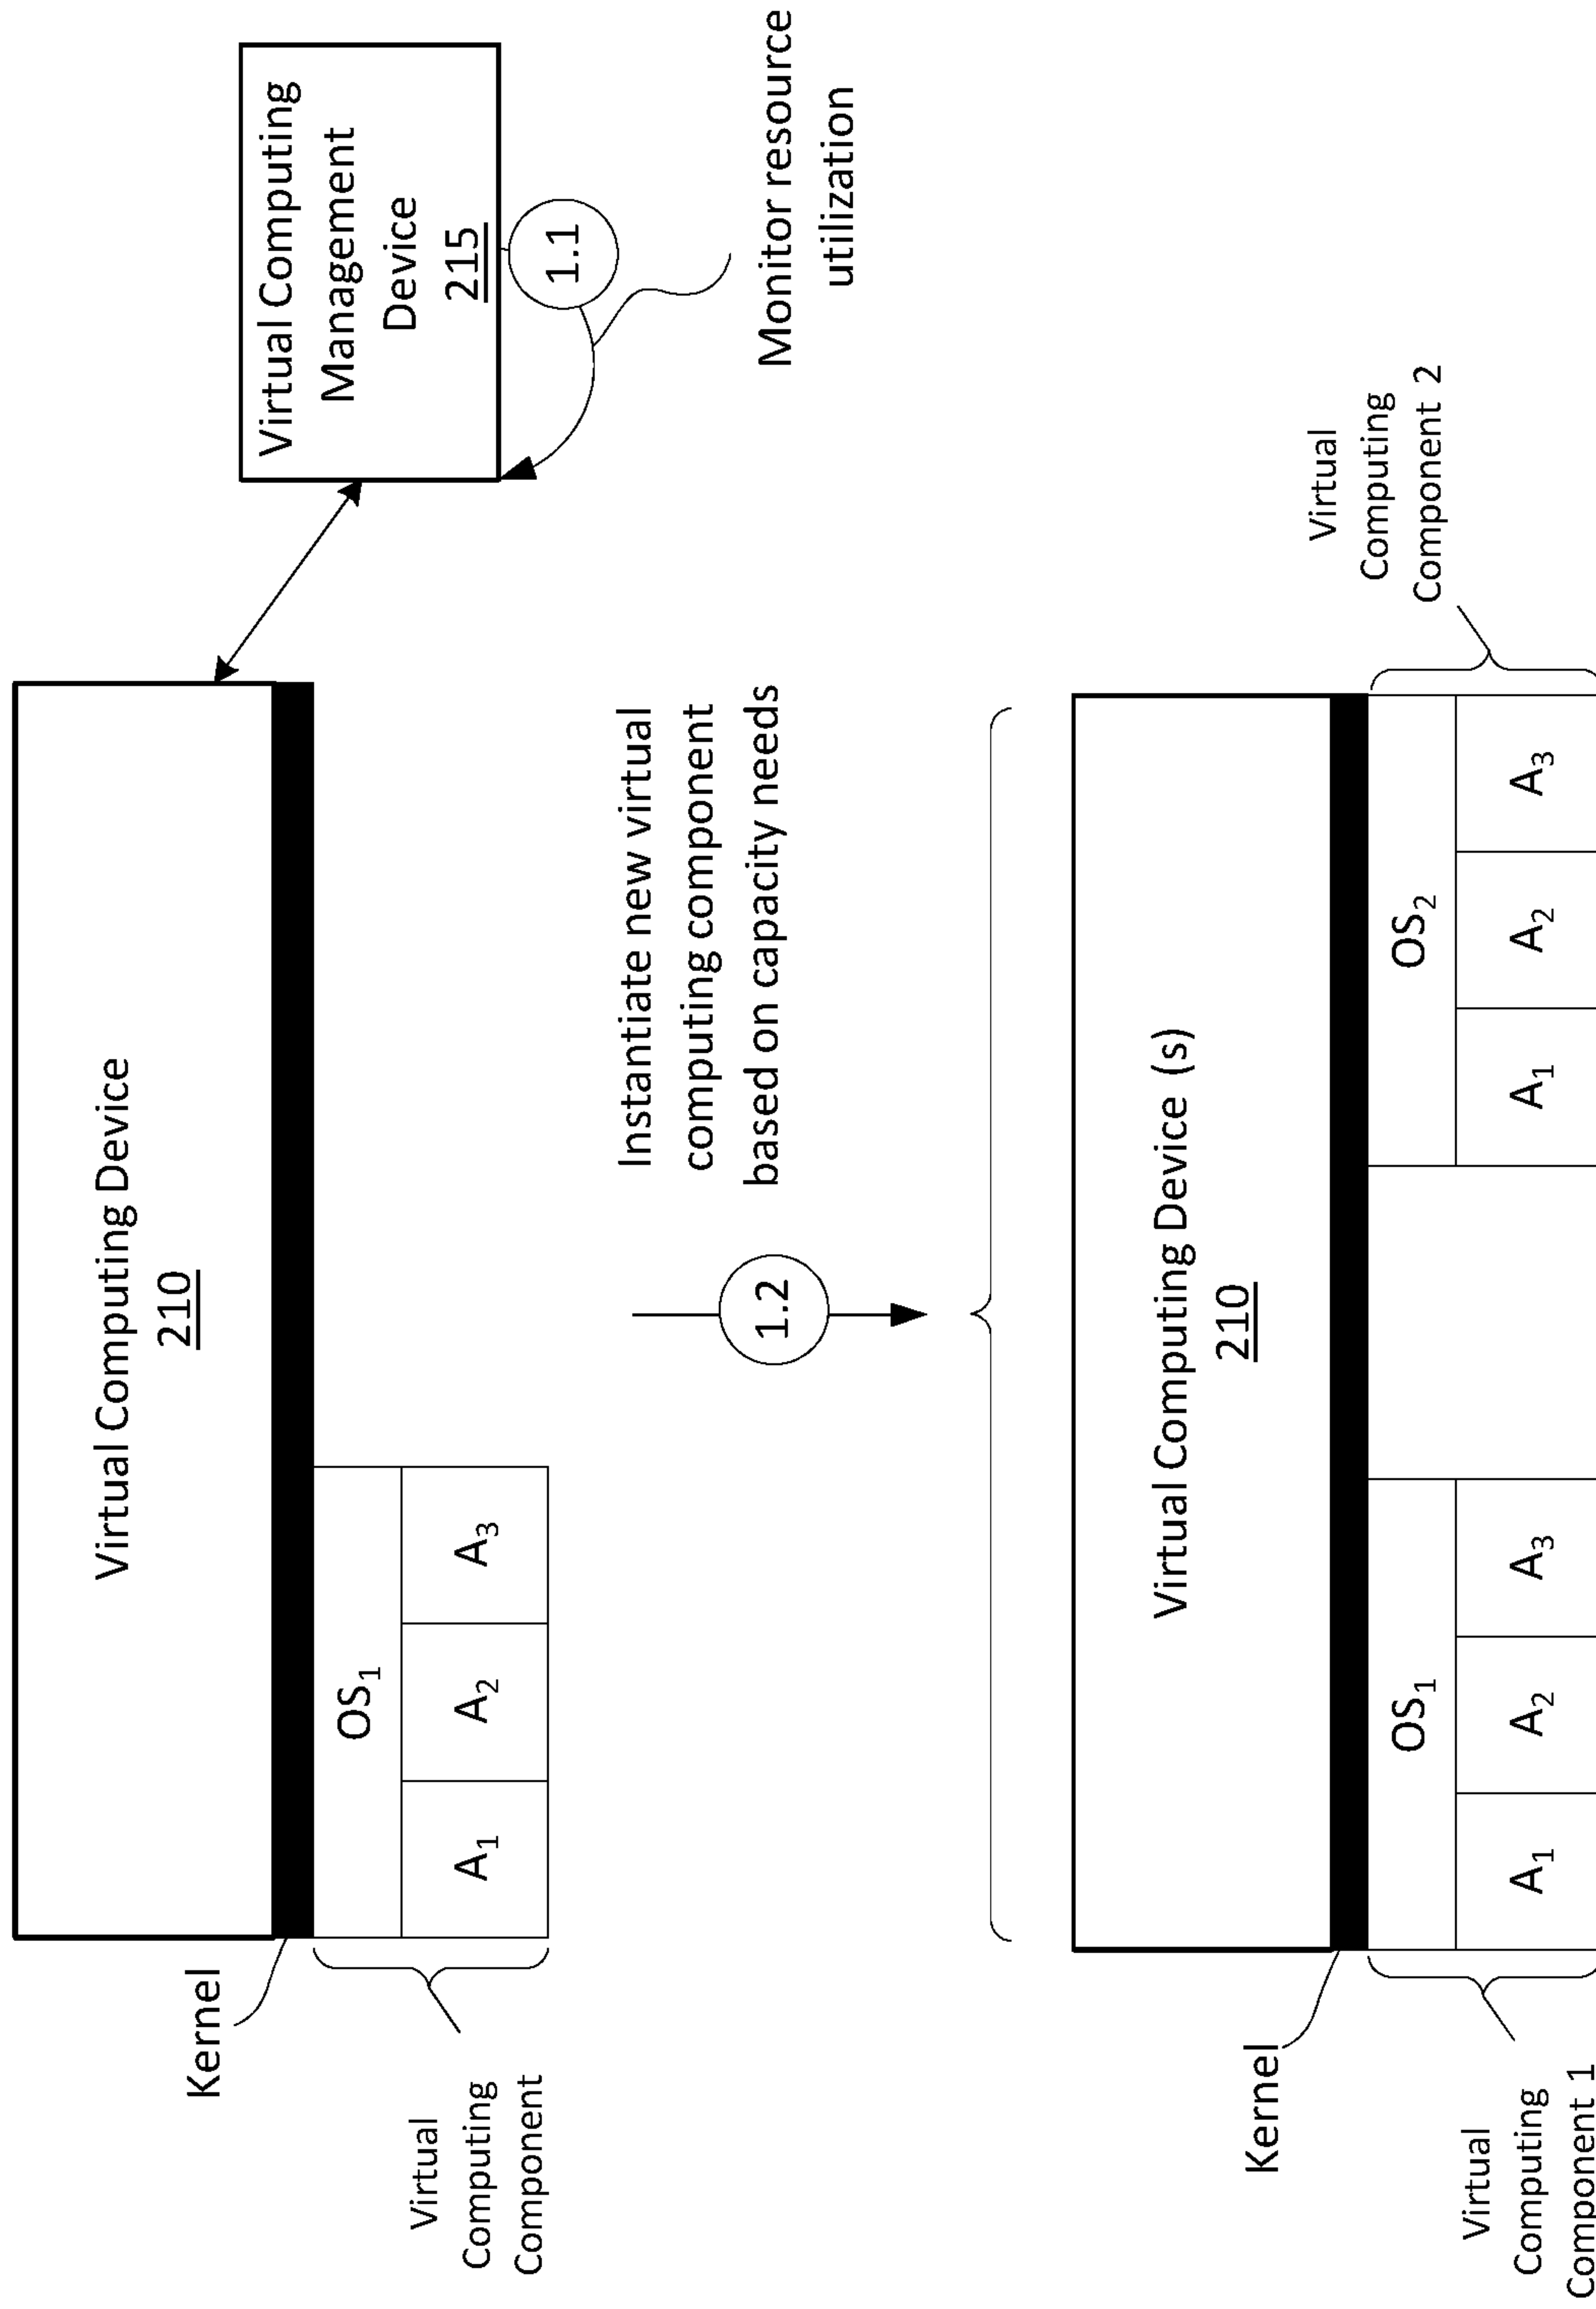 Virtual Computing Device
210
Virtual Computing
Management
Device
215
1.1
Monitor resource
utilization
Kernel
Virtual
Computing
Component
OS₁
A₁
A₂
A₃
1.2
Instantiate new virtual
computing component
based on capacity needs
Virtual Computing Device (s)
210
Kernel
Virtual
Computing
Component 1
OS₁
A₁
A₂
A₃
OS₂
A₁
A₂
A₃
Virtual
Computing
Component 2